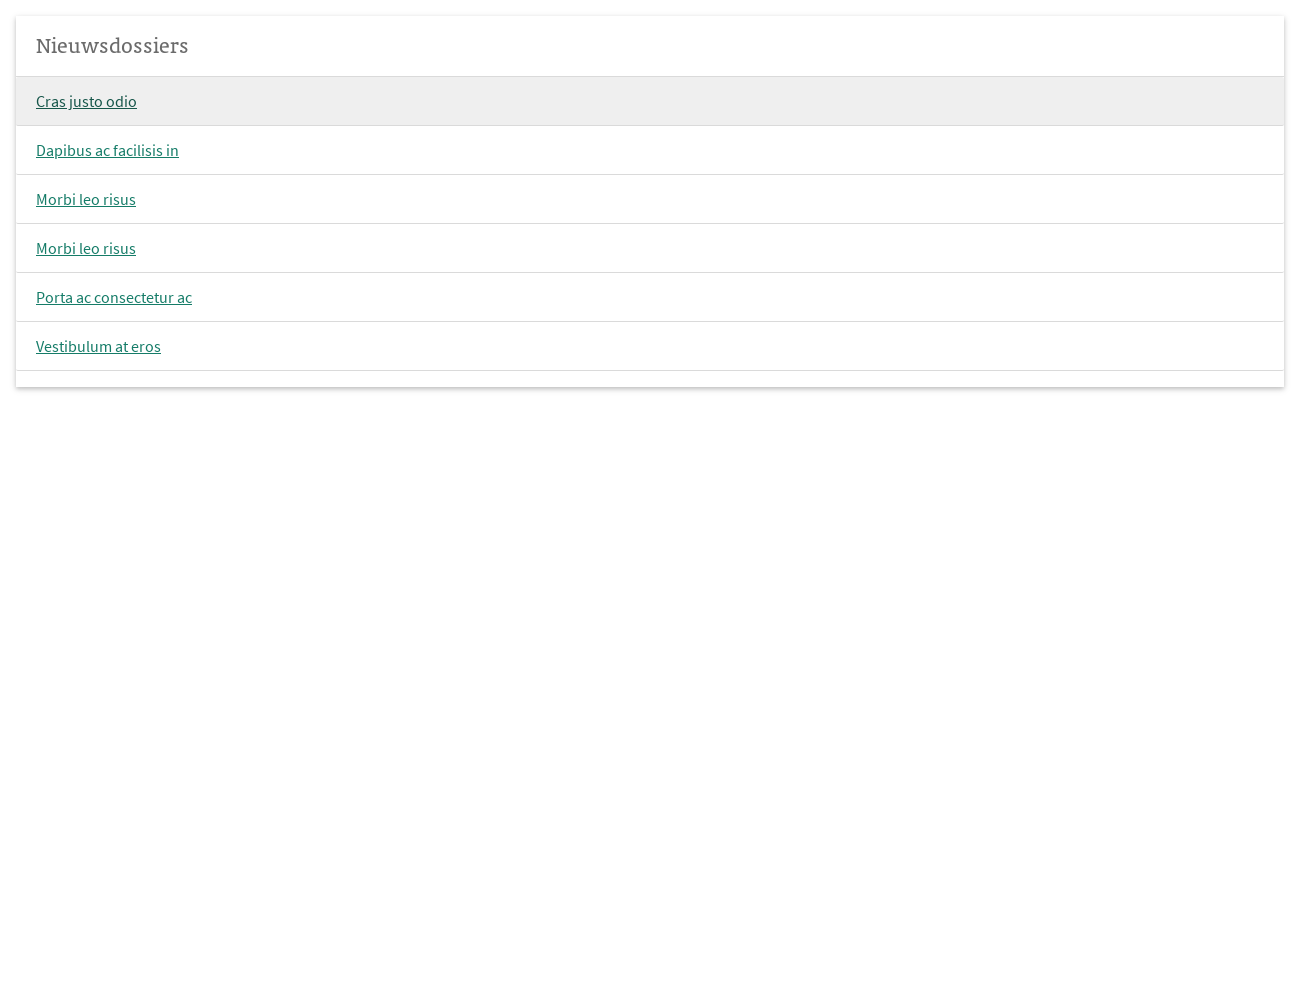 Nieuwsdossiers
Cras justo odio
Dapibus ac facilisis in
Morbi leo risus
Morbi leo risus
Porta ac consectetur ac
Vestibulum at eros